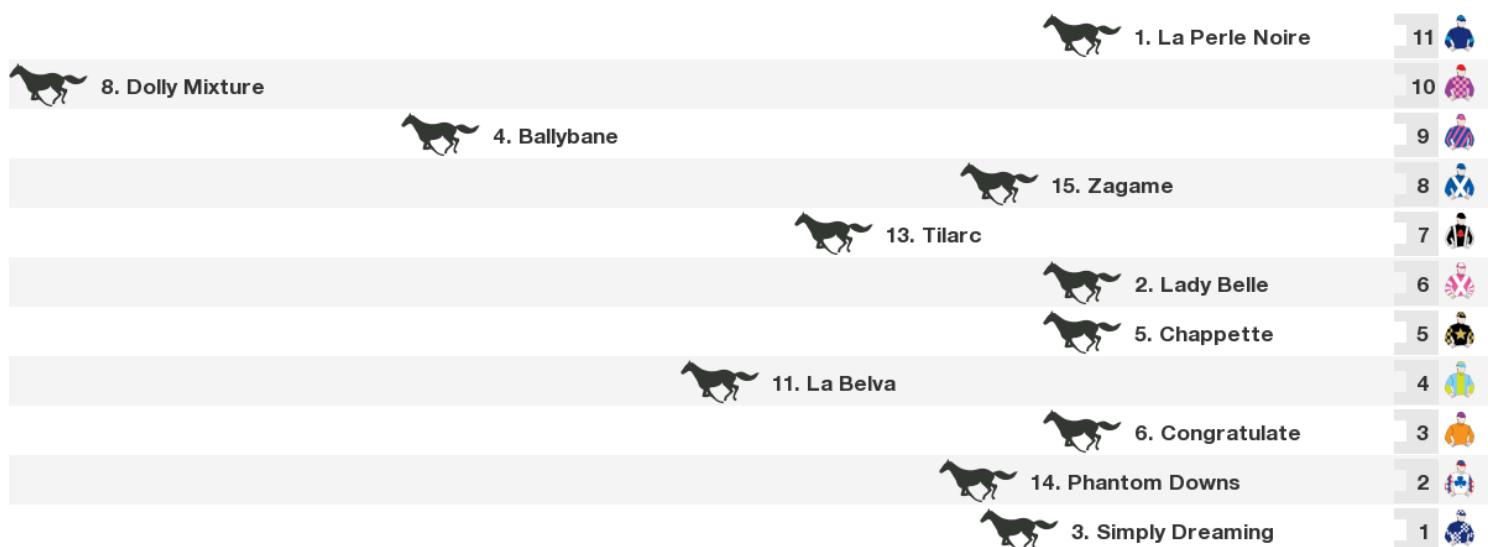 1. La Perle Noire 11
8. Dolly Mixture 10
4. Ballybane 9
15. Zagame 8
13. Tilarc 7
2. Lady Belle 6
5. Chappette 5
11. La Belva 4
6. Congratulate 3
14. Phantom Downs 2
3. Simply Dreaming 1